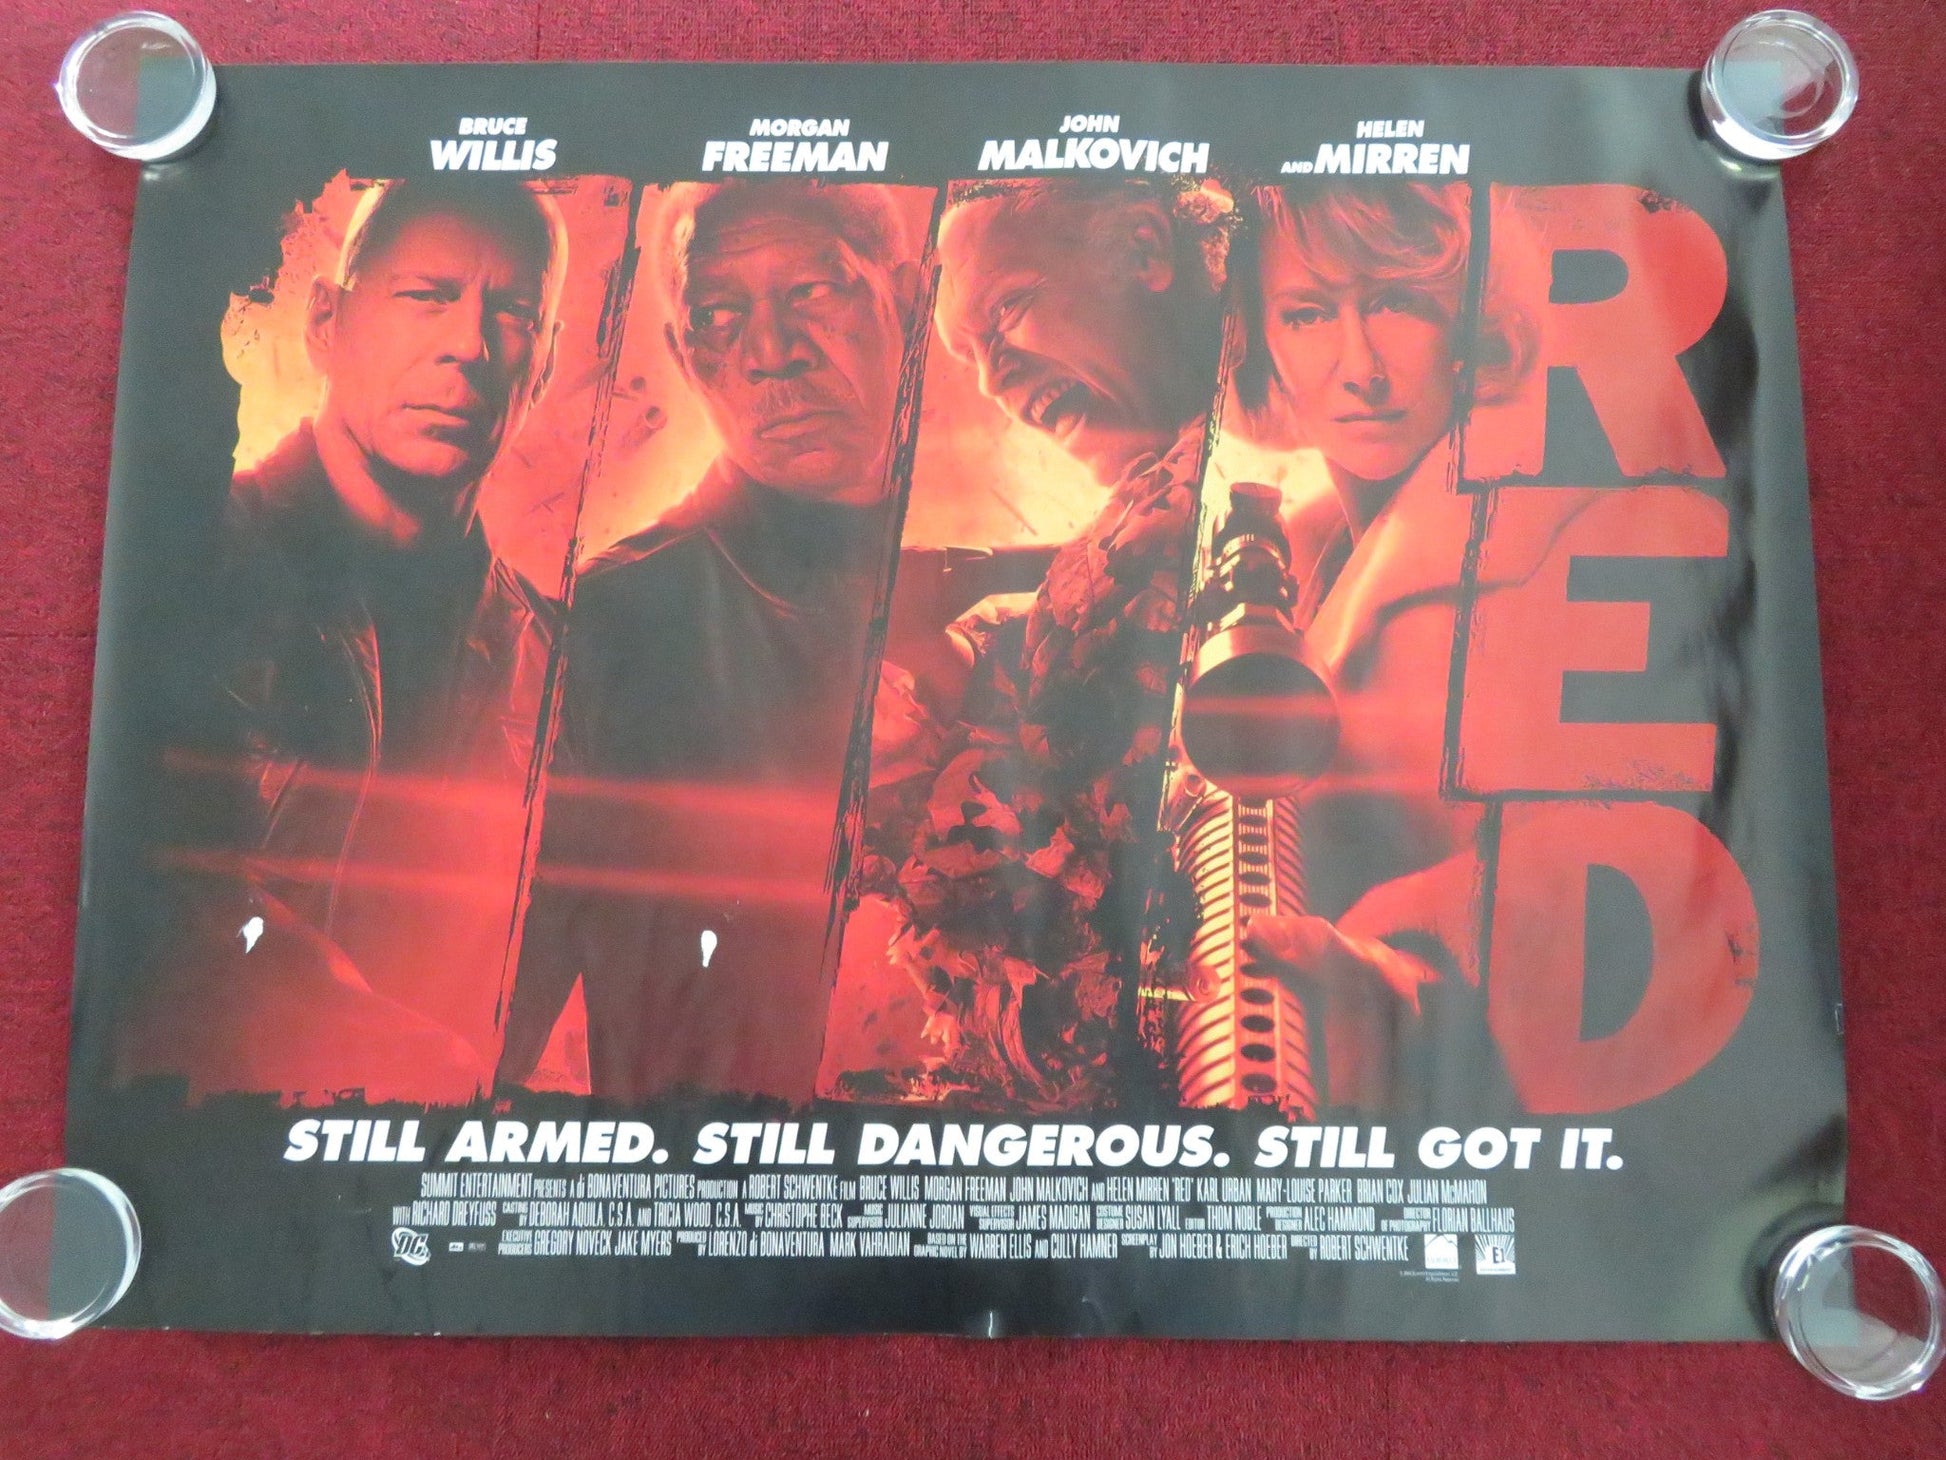 BRUCE
WILLIS
MORGAN
FREEMAN
JOHN
MALKOVICH
HELEN
AND MIRREN
RED
STILL ARMED. STILL DANGEROUS. STILL GOT IT.
SUMMIT ENTERTAINMENT PRESENTS A di BONAVENTURA PICTURES PRODUCTION A ROBERT SCHWENTKE FILM BRUCE WILLIS MORGAN FREEMAN JOHN MALKOVICH AND HELEN MIRREN 'RED' KARL URBAN MARY-LOUISE PARKER BRIAN COX JULIAN McMAHON
WITH RICHARD DREYFUSS CASTING BY DEBORAH AQUILA, C.S.A. AND TRICIA WOOD, C.S.A. MUSIC BY CHRISTOPHE BECK MUSIC SUPERVISOR JULIANNE JORDAN VISUAL EFFECTS SUPERVISOR JAMES MADIGAN COSTUME DESIGNER SUSAN LYALL EDITOR THOM NOBLE PRODUCTION DESIGNER ALEC HAMMOND DIRECTOR OF PHOTOGRAPHY FLORIAN BALLHAUS
DC EXECUTIVE PRODUCERS GREGORY NOVECK JAKE MYERS PRODUCED BY LORENZO di BONAVENTURA MARK VAHRADIAN BASED ON THE GRAPHIC NOVEL BY WARREN ELLIS AND CULLY HAMNER SCREENPLAY BY JON HOEBER & ERICH HOEBER DIRECTED BY ROBERT SCHWENTKE
E1